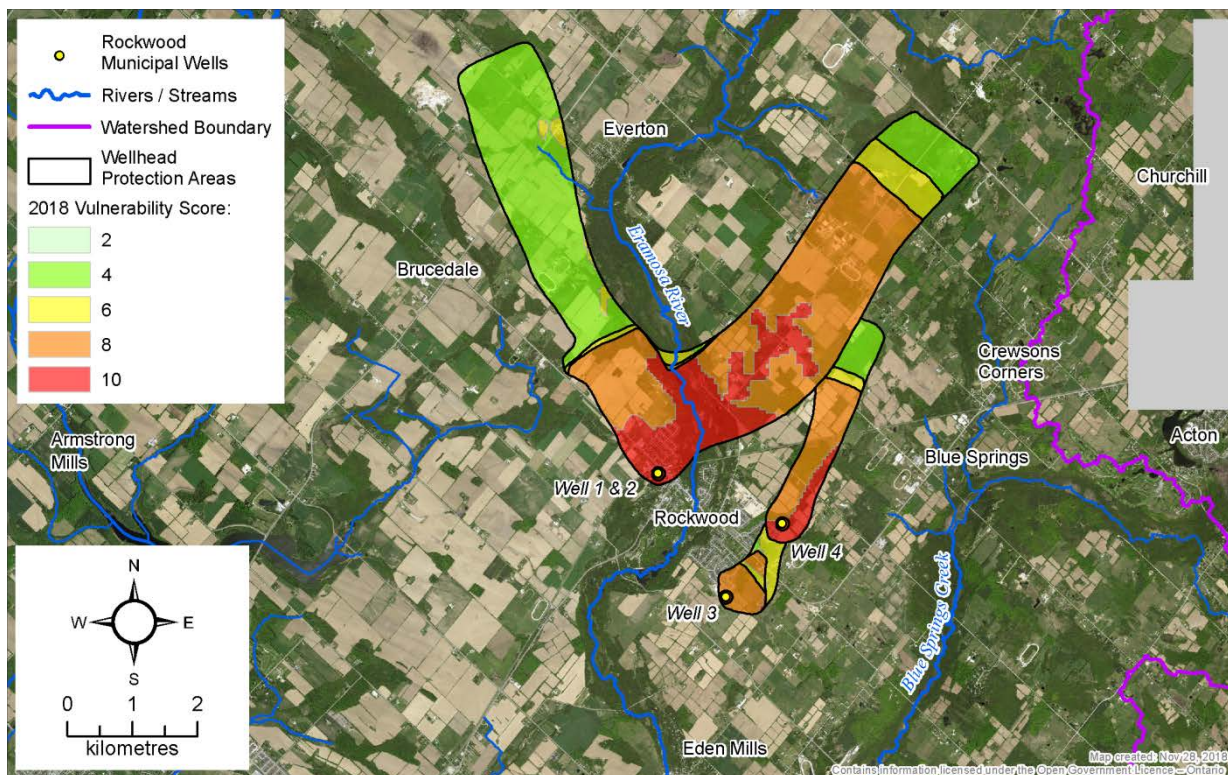 Rockwood
Municipal Wells
Rivers / Streams
Watershed Boundary
Wellhead
Protection Areas
2018 Vulnerability Score:
2
4
6
8
10
Everton
Churchill
Brucedale
Eramosa River
Crewsons
Corners
Armstrong
Mills
Acton
Blue Springs
Well 1 & 2
Rockwood
Well 4
Well 3
Blue Springs Creek
N
W
E
S
0 1 2
kilometres
Eden Mills
Map created: Nov 28, 2018
Contains information licensed under the Open Government Licence – Ontario